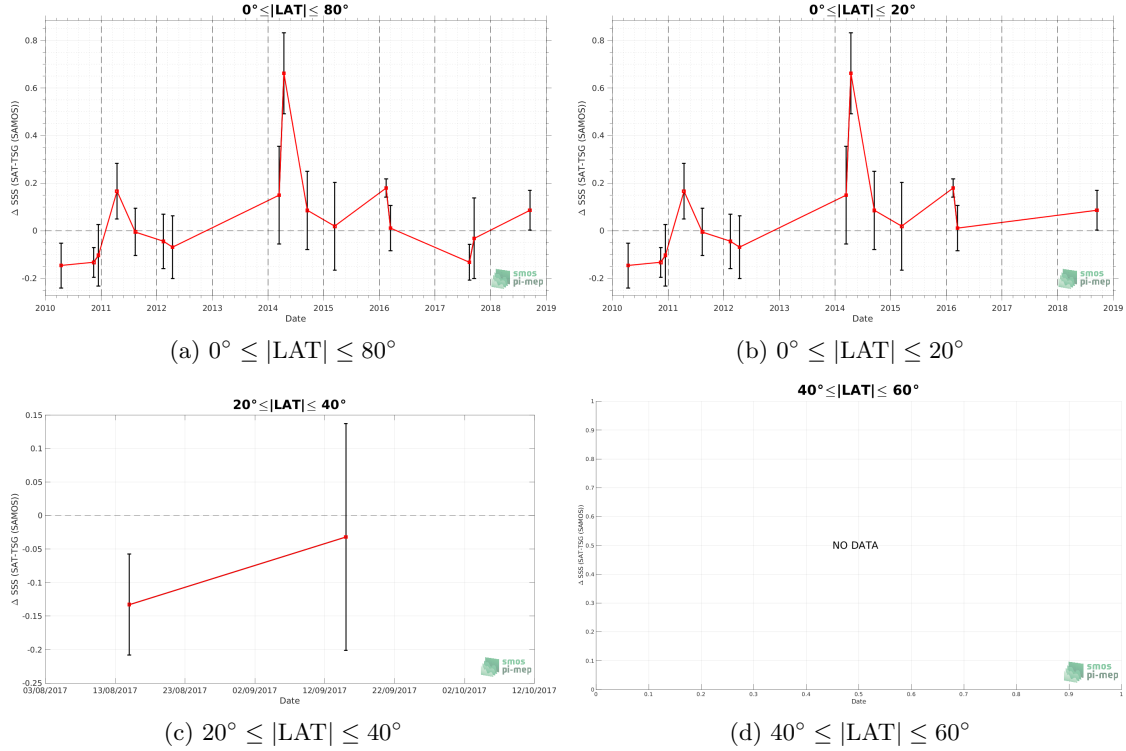 0°≤|LAT|≤ 80°
Δ SSS (SAT-TSG (SAMOS))
0.8
0.6
0.4
0.2
0
-0.2
2010 2011 2012 2013 2014 2015 2016 2017 2018 2019
Date
smos
pi-mep
(a) 0° ≤ |LAT| ≤ 80°
0°≤|LAT|≤ 20°
Δ SSS (SAT-TSG (SAMOS))
0.8
0.6
0.4
0.2
0
-0.2
2010 2011 2012 2013 2014 2015 2016 2017 2018 2019
Date
smos
pi-mep
(b) 0° ≤ |LAT| ≤ 20°
20°≤|LAT|≤ 40°
Δ SSS (SAT-TSG (SAMOS))
0.15
0.1
0.05
0
-0.05
-0.1
-0.15
-0.2
-0.25
03/08/2017 13/08/2017 23/08/2017 02/09/2017 12/09/2017 22/09/2017 02/10/2017 12/10/2017
Date
smos
pi-mep
(c) 20° ≤ |LAT| ≤ 40°
40°≤|LAT|≤ 60°
Δ SSS (SAT-TSG (SAMOS))
1
0.9
0.8
0.7
0.6
0.5
0.4
0.3
0.2
0.1
0
NO DATA
0 0.1 0.2 0.3 0.4 0.5 0.6 0.7 0.8 0.9 1
Date
smos
pi-mep
(d) 40° ≤ |LAT| ≤ 60°